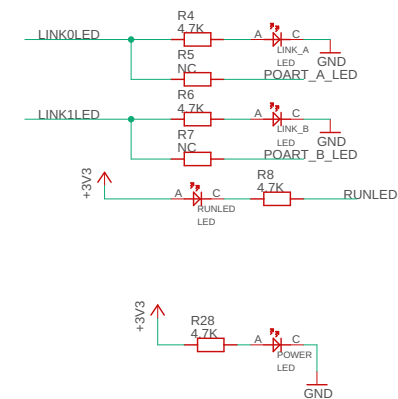 R4
4.7K
LINK0LED
A
C
LINK_A
LED
GND
R5
NC
POART_A_LED
R6
4.7K
LINK1LED
A
C
LINK_B
LED
GND
R7
NC
POART_B_LED
+3V3
A
C
RUNLED
LED
R8
4.7K
RUNLED
+3V3
R28
4.7K
A
C
POWER
LED
GND